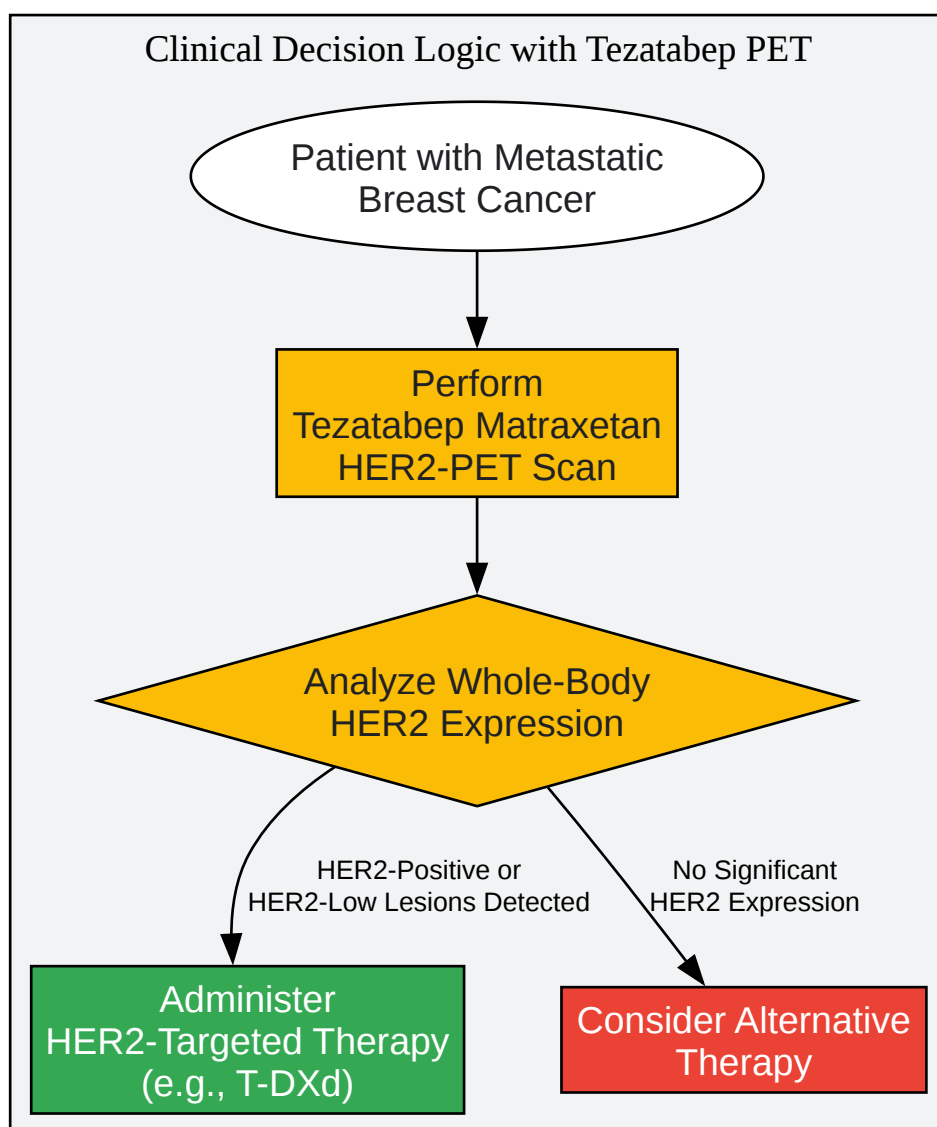 Clinical Decision Logic with Tezatabep PET
Patient with Metastatic
Breast Cancer
Perform
Tezatabep Matraxetan
HER2-PET Scan
Analyze Whole-Body
HER2 Expression
HER2-Positive or
HER2-Low Lesions Detected
No Significant
HER2 Expression
Administer
HER2-Targeted Therapy
(e.g., T-DXd)
Consider Alternative
Therapy